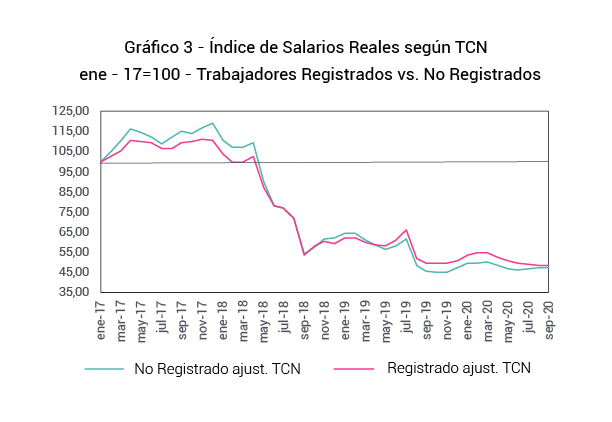 Gráfico 3 - Índice de Salarios Reales según TCN
ene - 17=100 - Trabajadores Registrados vs. No Registrados
125,00
115,00
105,00
95,00
85,00
75,00
65,00
55,00
45,00
35,00
ene-17
mar-17
may-17
jul-17
sep-17
nov-17
ene-18
mar-18
may-18
jul-18
sep-18
nov-18
ene-19
mar-19
may-19
jul-19
sep-19
nov-19
ene-20
mar-20
may-20
jul-20
sep-20
No Registrado ajust. TCN
Registrado ajust. TCN